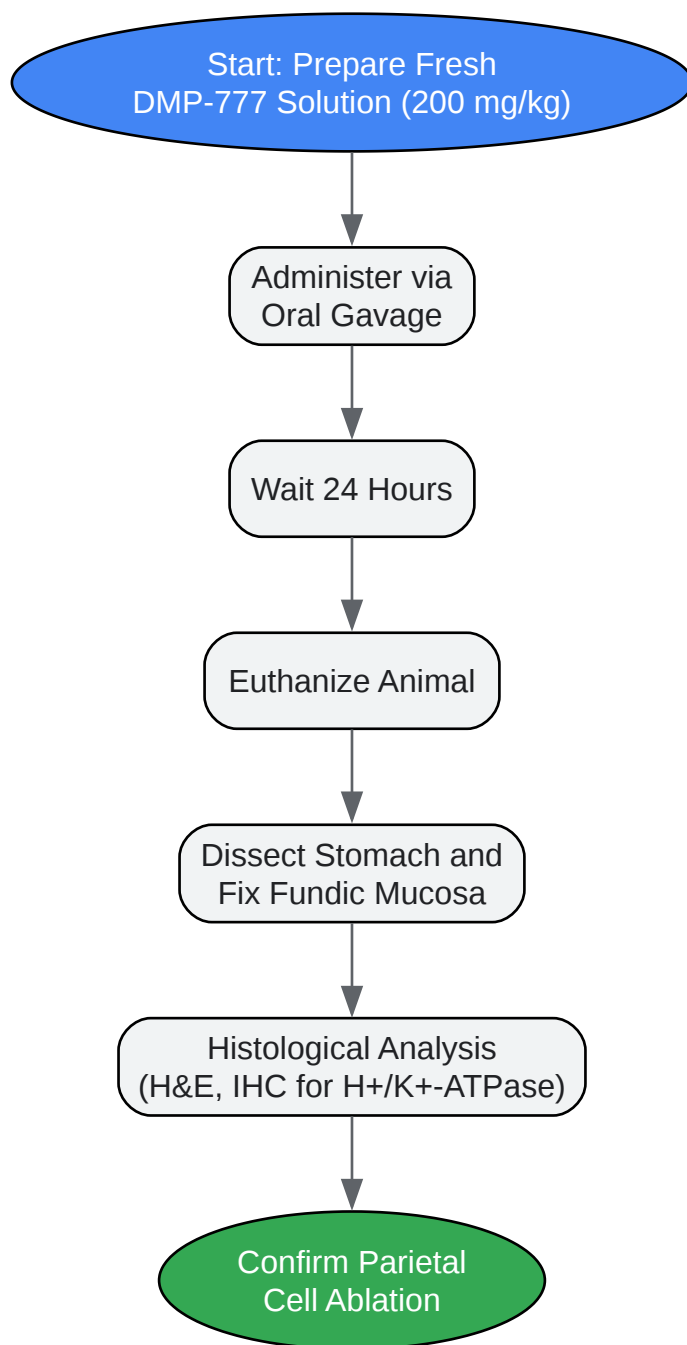 Start: Prepare Fresh
DMP-777 Solution (200 mg/kg)
Administer via
Oral Gavage
Wait 24 Hours
Euthanize Animal
Dissect Stomach and
Fix Fundic Mucosa
Histological Analysis
(H&E, IHC for H+/K+-ATPase)
Confirm Parietal
Cell Ablation